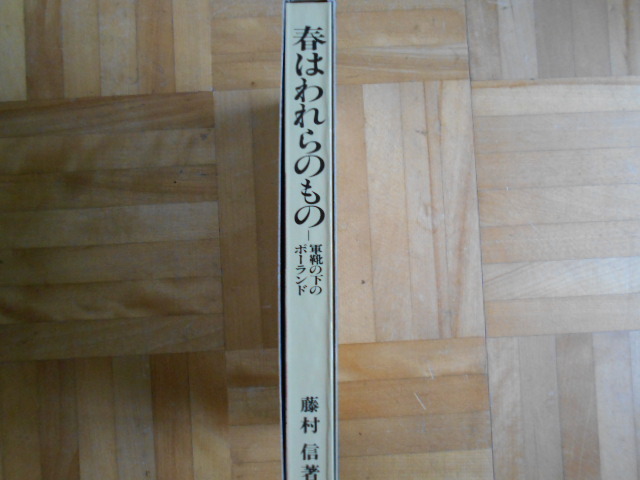 春はわれらのもの
―軍靴の下の
ポーランド
藤村 信著